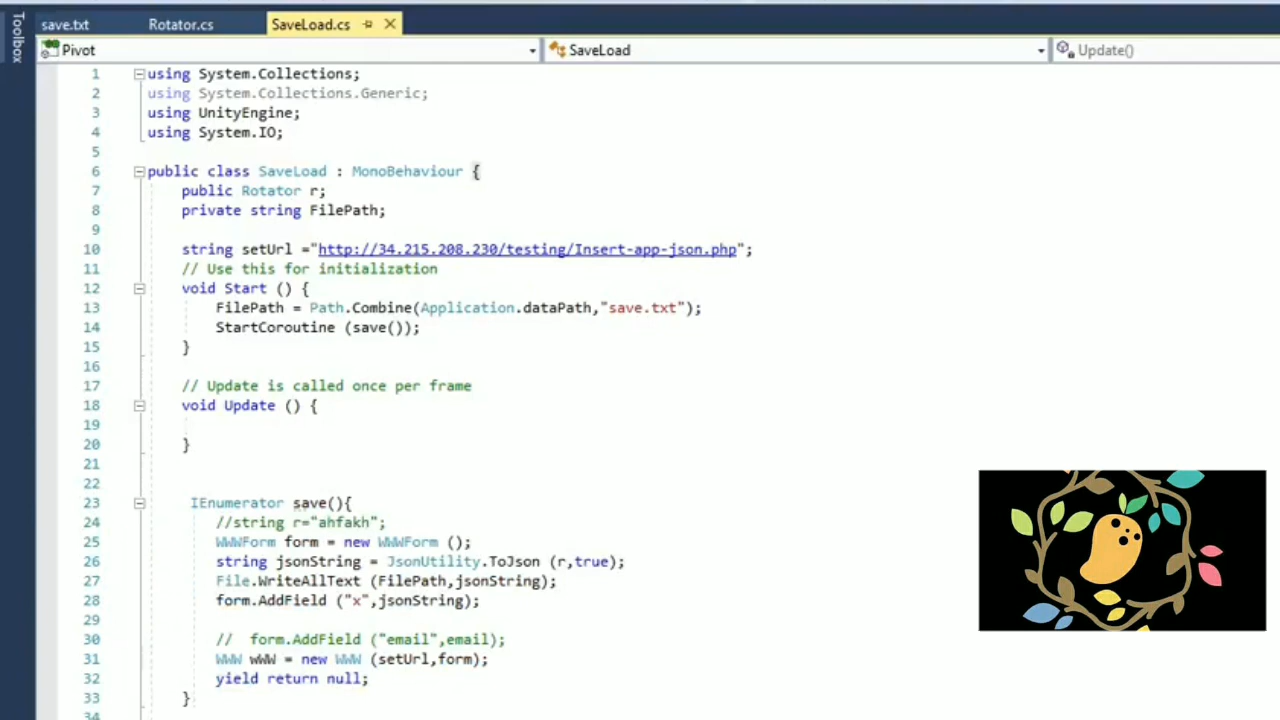 Toolbox
save.txt Rotator.cs SaveLoad.cs
Pivot SaveLoad Update()
1 using System.Collections;
2 using System.Collections.Generic;
3 using UnityEngine;
4 using System.IO;
5
6 public class SaveLoad : MonoBehaviour {
7 public Rotator r;
8 private string FilePath;
9
10 string setUrl ="http://34.215.208.230/testing/Insert-app-json.php";
11 // Use this for initialization
12 void Start () {
13 FilePath = Path.Combine(Application.dataPath,"save.txt");
14 StartCoroutine (save());
15 }
16
17 // Update is called once per frame
18 void Update () {
19
20 }
21
22
23 IEnumerator save(){
24 //string r="ahfakh";
25 WWWForm form = new WWWForm ();
26 string jsonString = JsonUtility.ToJson (r,true);
27 File.WriteAllText (FilePath,jsonString);
28 form.AddField ("x",jsonString);
29
30 // form.AddField ("email",email);
31 WWW wWW = new WWW (setUrl,form);
32 yield return null;
33 }
34